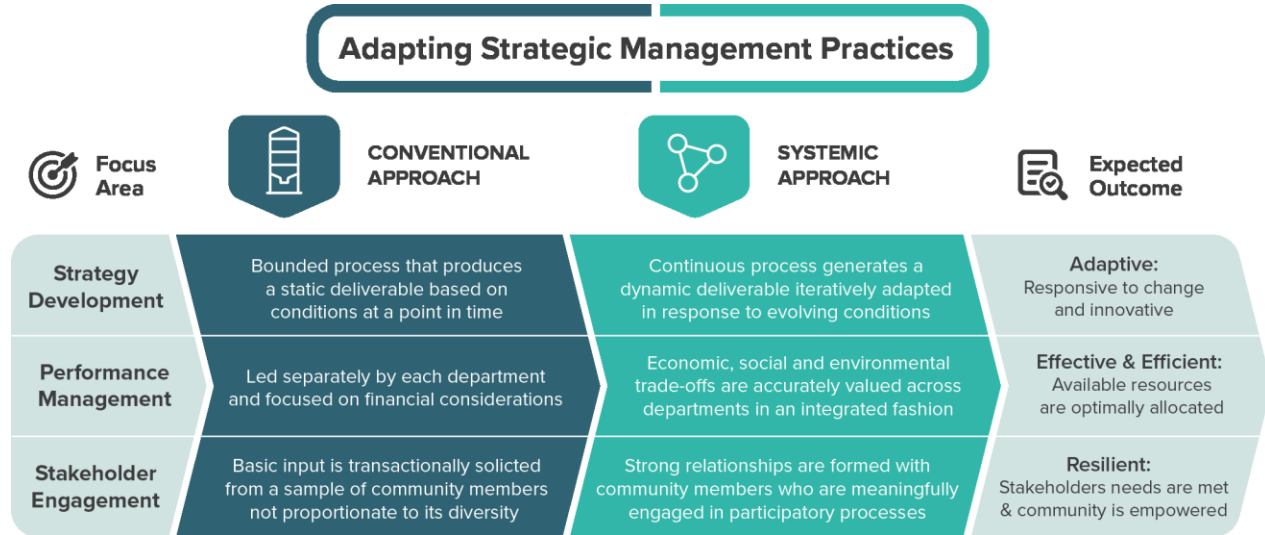 Adapting Strategic Management Practices
Focus
Area
CONVENTIONAL
APPROACH
SYSTEMIC
APPROACH
Expected
Outcome
Strategy
Development
Bounded process that produces
a static deliverable based on
conditions at a point in time
Continuous process generates a
dynamic deliverable iteratively adapted
in response to evolving conditions
Adaptive:
Responsive to change
and innovative
Performance
Management
Led separately by each department
and focused on financial considerations
Economic, social and environmental
trade-offs are accurately valued across
departments in an integrated fashion
Effective & Efficient:
Available resources
are optimally allocated
Stakeholder
Engagement
Basic input is transactionally solicted
from a sample of community members
not proportionate to its diversity
Strong relationships are formed with
community members who are meaningfully
engaged in participatory processes
Resilient:
Stakeholders needs are met
& community is empowered